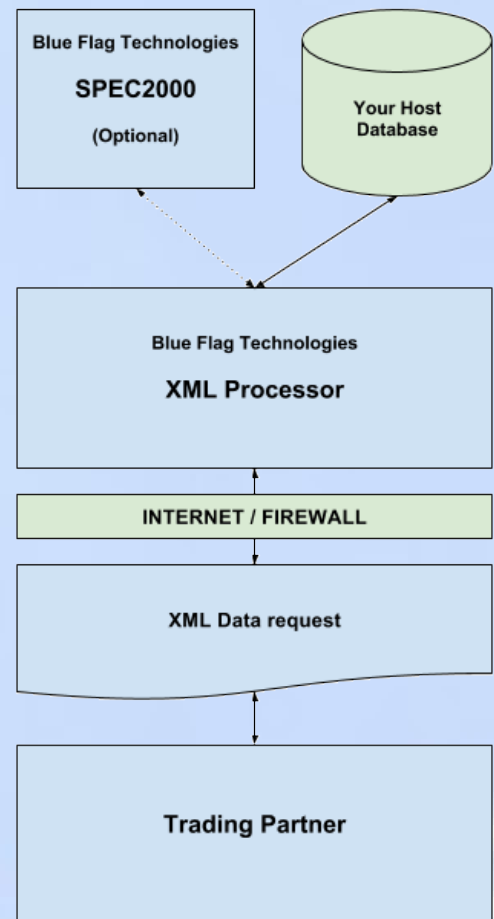 Blue Flag Technologies
SPEC2000
(Optional)
Your Host
Database
Blue Flag Technologies
XML Processor
INTERNET / FIREWALL
XML Data request
Trading Partner